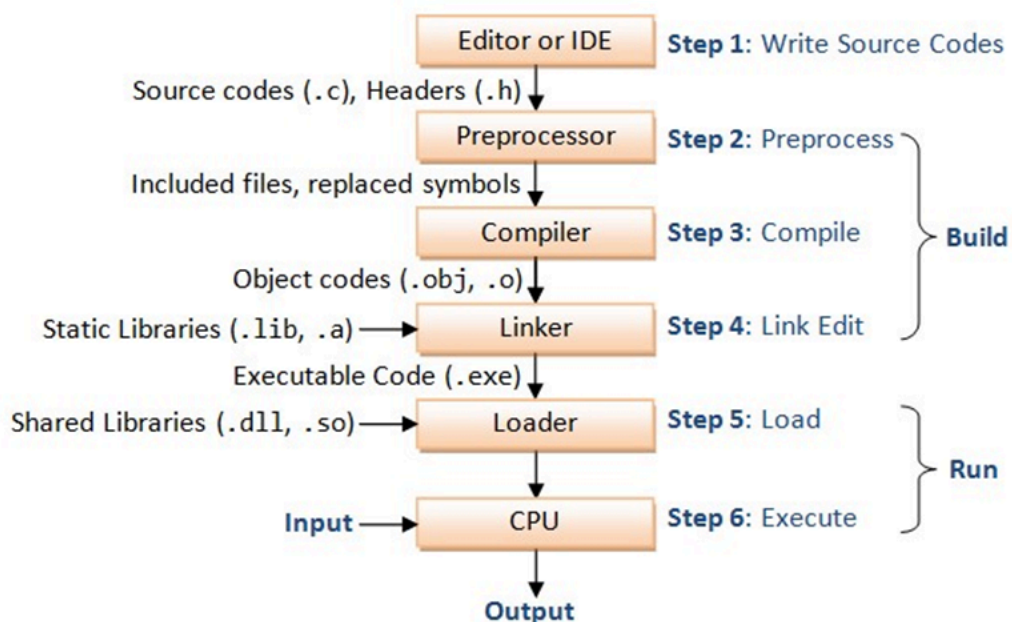 Editor or IDE
Step 1: Write Source Codes
Source codes (.c), Headers (.h)
Preprocessor
Step 2: Preprocess
Included files, replaced symbols
Compiler
Step 3: Compile
Build
Object codes (.obj, .o)
Static Libraries (.lib, .a)
Linker
Step 4: Link Edit
Executable Code (.exe)
Shared Libraries (.dll, .so)
Loader
Step 5: Load
Run
Input
CPU
Step 6: Execute
Output